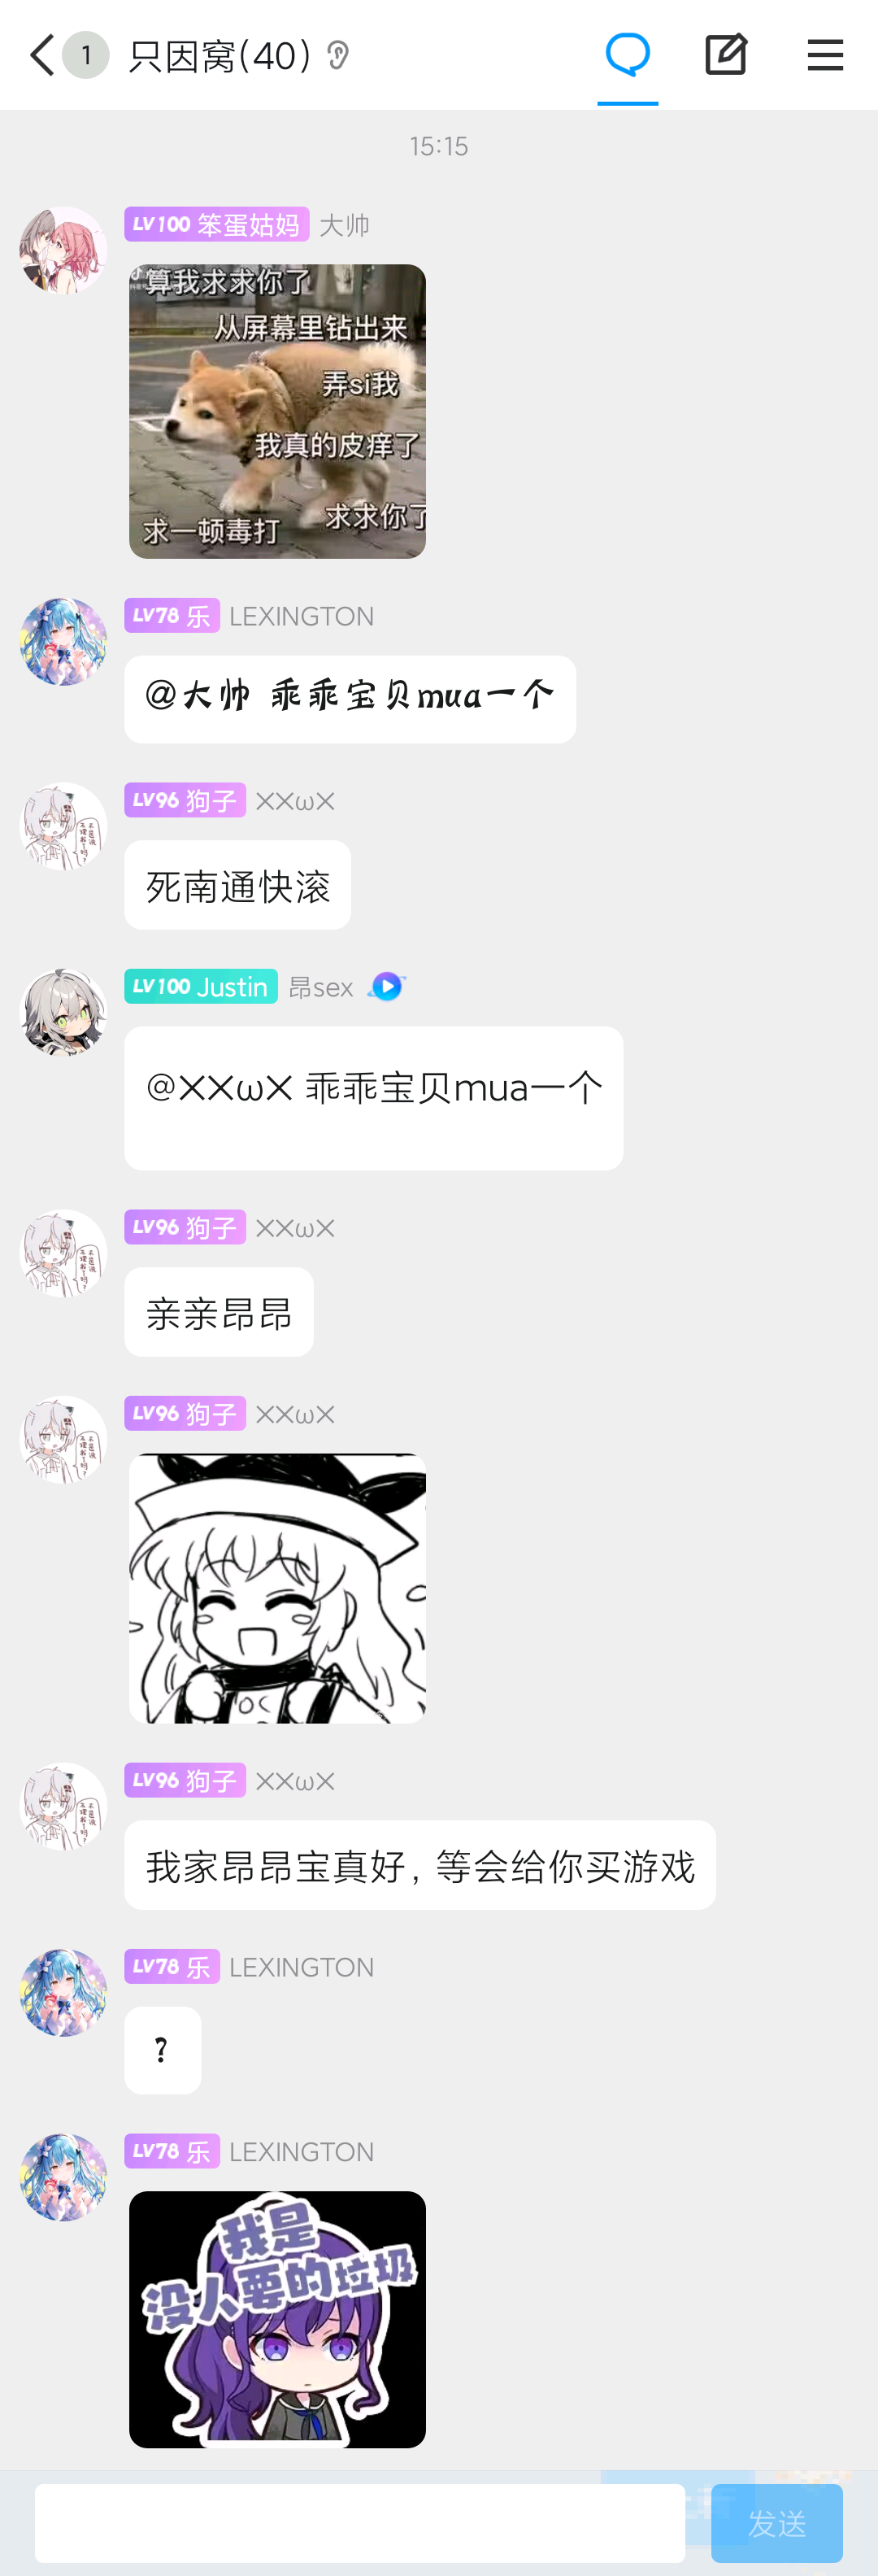 1 只因窝(40)
15:15
LV100 笨蛋姑妈 大帅
算我求求你了
从屏幕里钻出来
弄si我
我真的皮痒了
求求你了
求一顿毒打
LV78 乐 LEXINGTON
@大帅 乖乖宝贝mua一个
LV96 狗子 ××ω×
死南通快滚
LV100 Justin 昂sex
@××ω× 乖乖宝贝mua一个
LV96 狗子 ××ω×
亲亲昂昂
LV96 狗子 ××ω×
LV96 狗子 ××ω×
我家昂昂宝真好，等会给你买游戏
LV78 乐 LEXINGTON
?
LV78 乐 LEXINGTON
我是
没人要的垃圾
发送